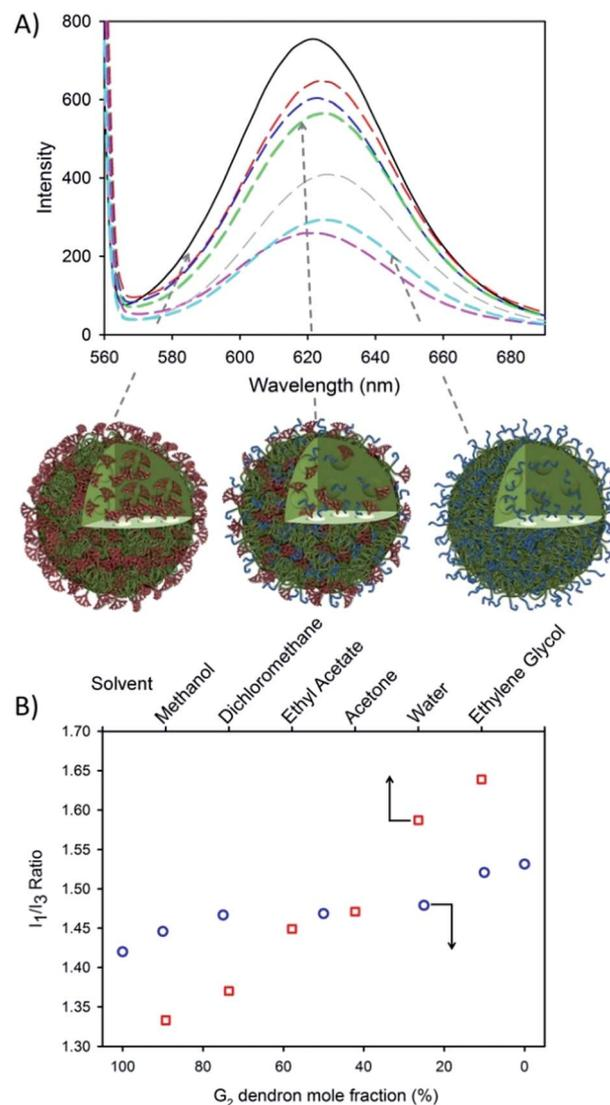 A)
800
600
400
200
0
Intensity
560 580 600 620 640 660 680
Wavelength (nm)
Solvent
Methanol
Dichloromethane
Ethyl Acetate
Acetone
Water
Ethylene Glycol
B)
1.70
1.65
1.60
1.55
1.50
1.45
1.40
1.35
1.30
I₁/I₃ Ratio
100 80 60 40 20 0
G₂ dendron mole fraction (%)